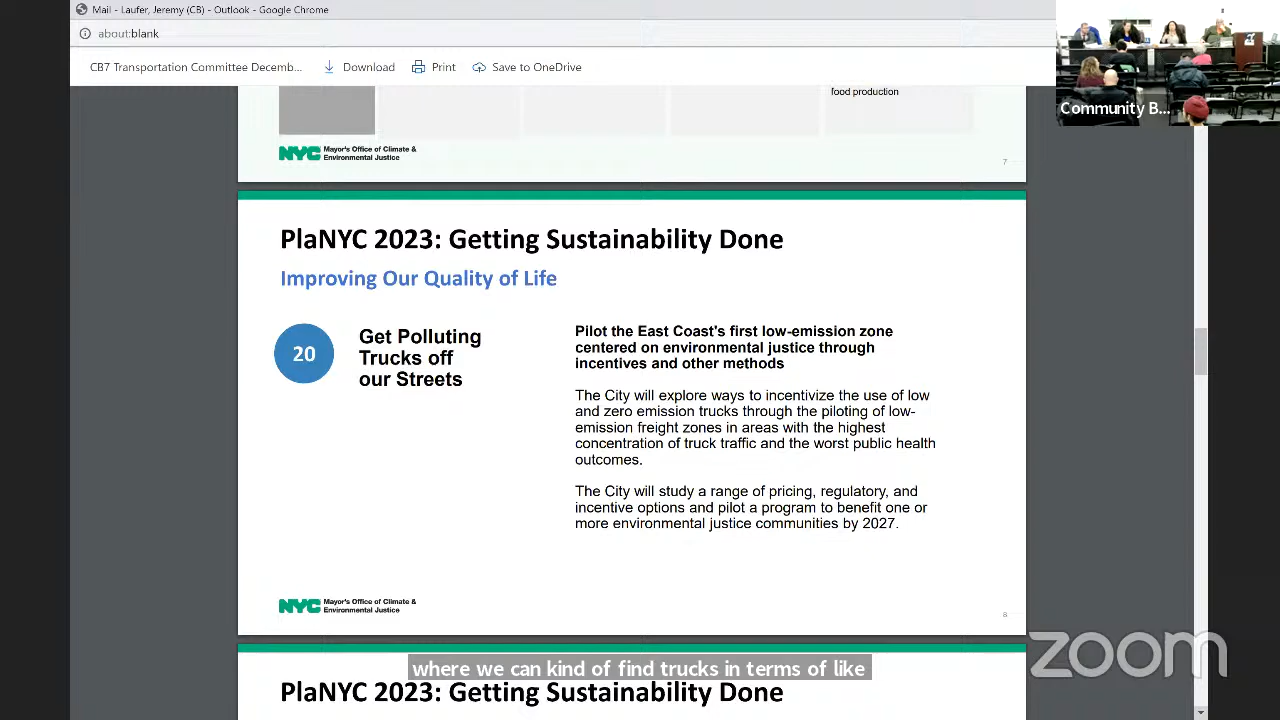 Mail - Laufer, Jeremy (CB) - Outlook - Google Chrome
about:blank
CB7 Transportation Committee Decemb...
Download
Print
Save to OneDrive
Community B...
food production
NYC Mayor's Office of Climate &
Environmental Justice
7
PlaNYC 2023: Getting Sustainability Done
Improving Our Quality of Life
20
Get Polluting
Trucks off
our Streets
Pilot the East Coast's first low-emission zone
centered on environmental justice through
incentives and other methods
The City will explore ways to incentivize the use of low
and zero emission trucks through the piloting of low-
emission freight zones in areas with the highest
concentration of truck traffic and the worst public health
outcomes.
The City will study a range of pricing, regulatory, and
incentive options and pilot a program to benefit one or
more environmental justice communities by 2027.
NYC Mayor's Office of Climate &
Environmental Justice
8
zoom
where we can kind of find trucks in terms of like
PlaNYC 2023: Getting Sustainability Done